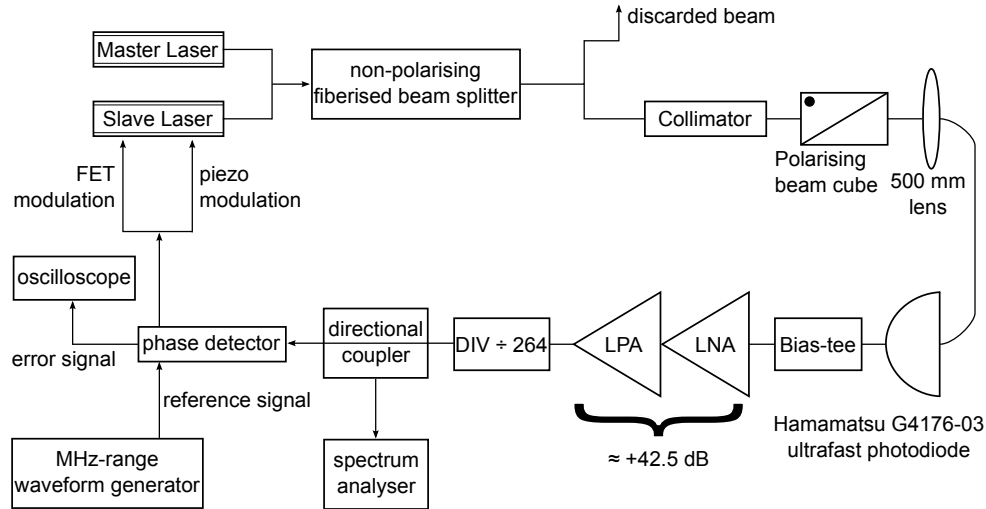 discarded beam
Master Laser
non-polarising
fiberised beam splitter
Slave Laser
Collimator
Polarising
beam cube
500 mm
lens
FET
modulation
piezo
modulation
oscilloscope
error signal
phase detector
directional
coupler
DIV ÷ 264
LPA
LNA
Bias-tee
reference signal
Hamamatsu G4176-03
ultrafast photodiode
≈ +42.5 dB
MHz-range
waveform generator
spectrum
analyser